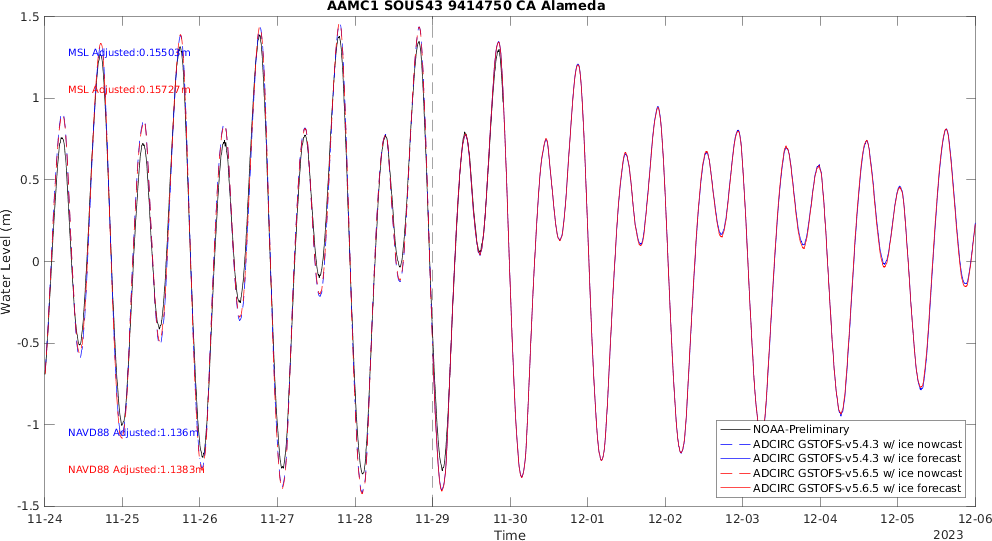 AAMC1 SOUS43 9414750 CA Alameda
MSL Adjusted:0.15503m
MSL Adjusted:0.15727m
NAVD88 Adjusted:1.136m
NAVD88 Adjusted:1.1383m
Water Level (m)
1.5
1
0.5
0
-0.5
-1
-1.5
NOAA-Preliminary
ADCIRC GSTOFS-v5.4.3 w/ ice nowcast
ADCIRC GSTOFS-v5.4.3 w/ ice forecast
ADCIRC GSTOFS-v5.6.5 w/ ice nowcast
ADCIRC GSTOFS-v5.6.5 w/ ice forecast
11-24 11-25 11-26 11-27 11-28 11-29 11-30 12-01 12-02 12-03 12-04 12-05 12-06
Time
2023